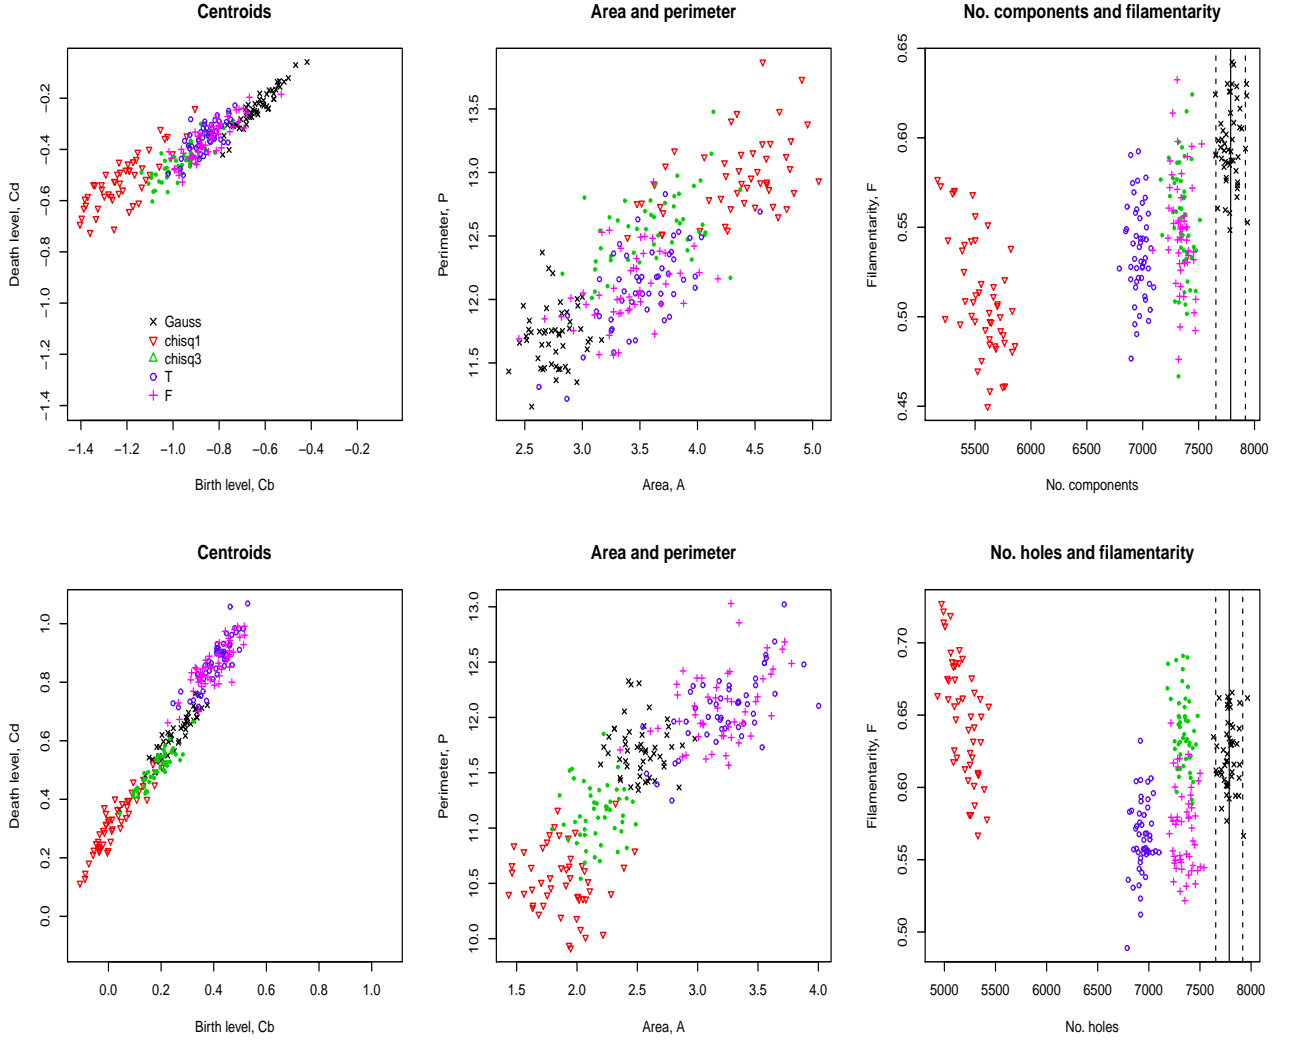 Centroids
Death level, Cd
−0.2
−0.4
−0.6
−0.8
−1.0
−1.2
−1.4
Gauss
chisq1
chisq3
T
F
−1.4 −1.2 −1.0 −0.8 −0.6 −0.4 −0.2
Birth level, Cb
Area and perimeter
Perimeter, P
13.5
13.0
12.5
12.0
11.5
2.5 3.0 3.5 4.0 4.5 5.0
Area, A
No. components and filamentarity
Filamentarity, F
0.65
0.60
0.55
0.50
0.45
5500 6000 6500 7000 7500 8000
No. components
Centroids
Death level, Cd
1.0
0.8
0.6
0.4
0.2
0.0
0.0 0.2 0.4 0.6 0.8 1.0
Birth level, Cb
Area and perimeter
Perimeter, P
13.0
12.5
12.0
11.5
11.0
10.5
10.0
1.5 2.0 2.5 3.0 3.5 4.0
Area, A
No. holes and filamentarity
Filamentarity, F
0.70
0.65
0.60
0.55
0.50
5000 5500 6000 6500 7000 7500 8000
No. holes